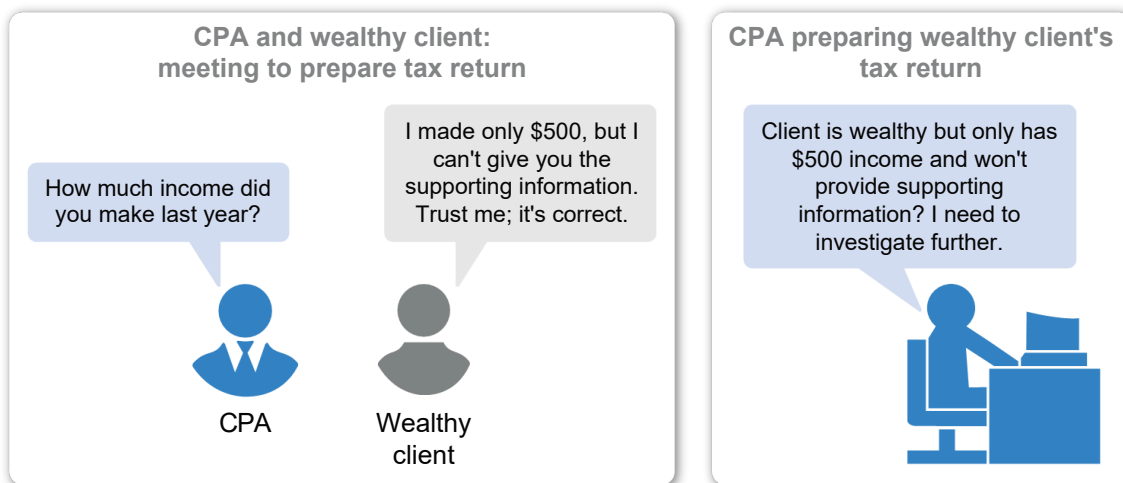 CPA and wealthy client:
meeting to prepare tax return
How much income did
you make last year?
I made only $500, but I
can't give you the
supporting information.
Trust me; it's correct.
CPA
Wealthy
client
CPA preparing wealthy client's
tax return
Client is wealthy but only has
$500 income and won't
provide supporting
information? I need to
investigate further.